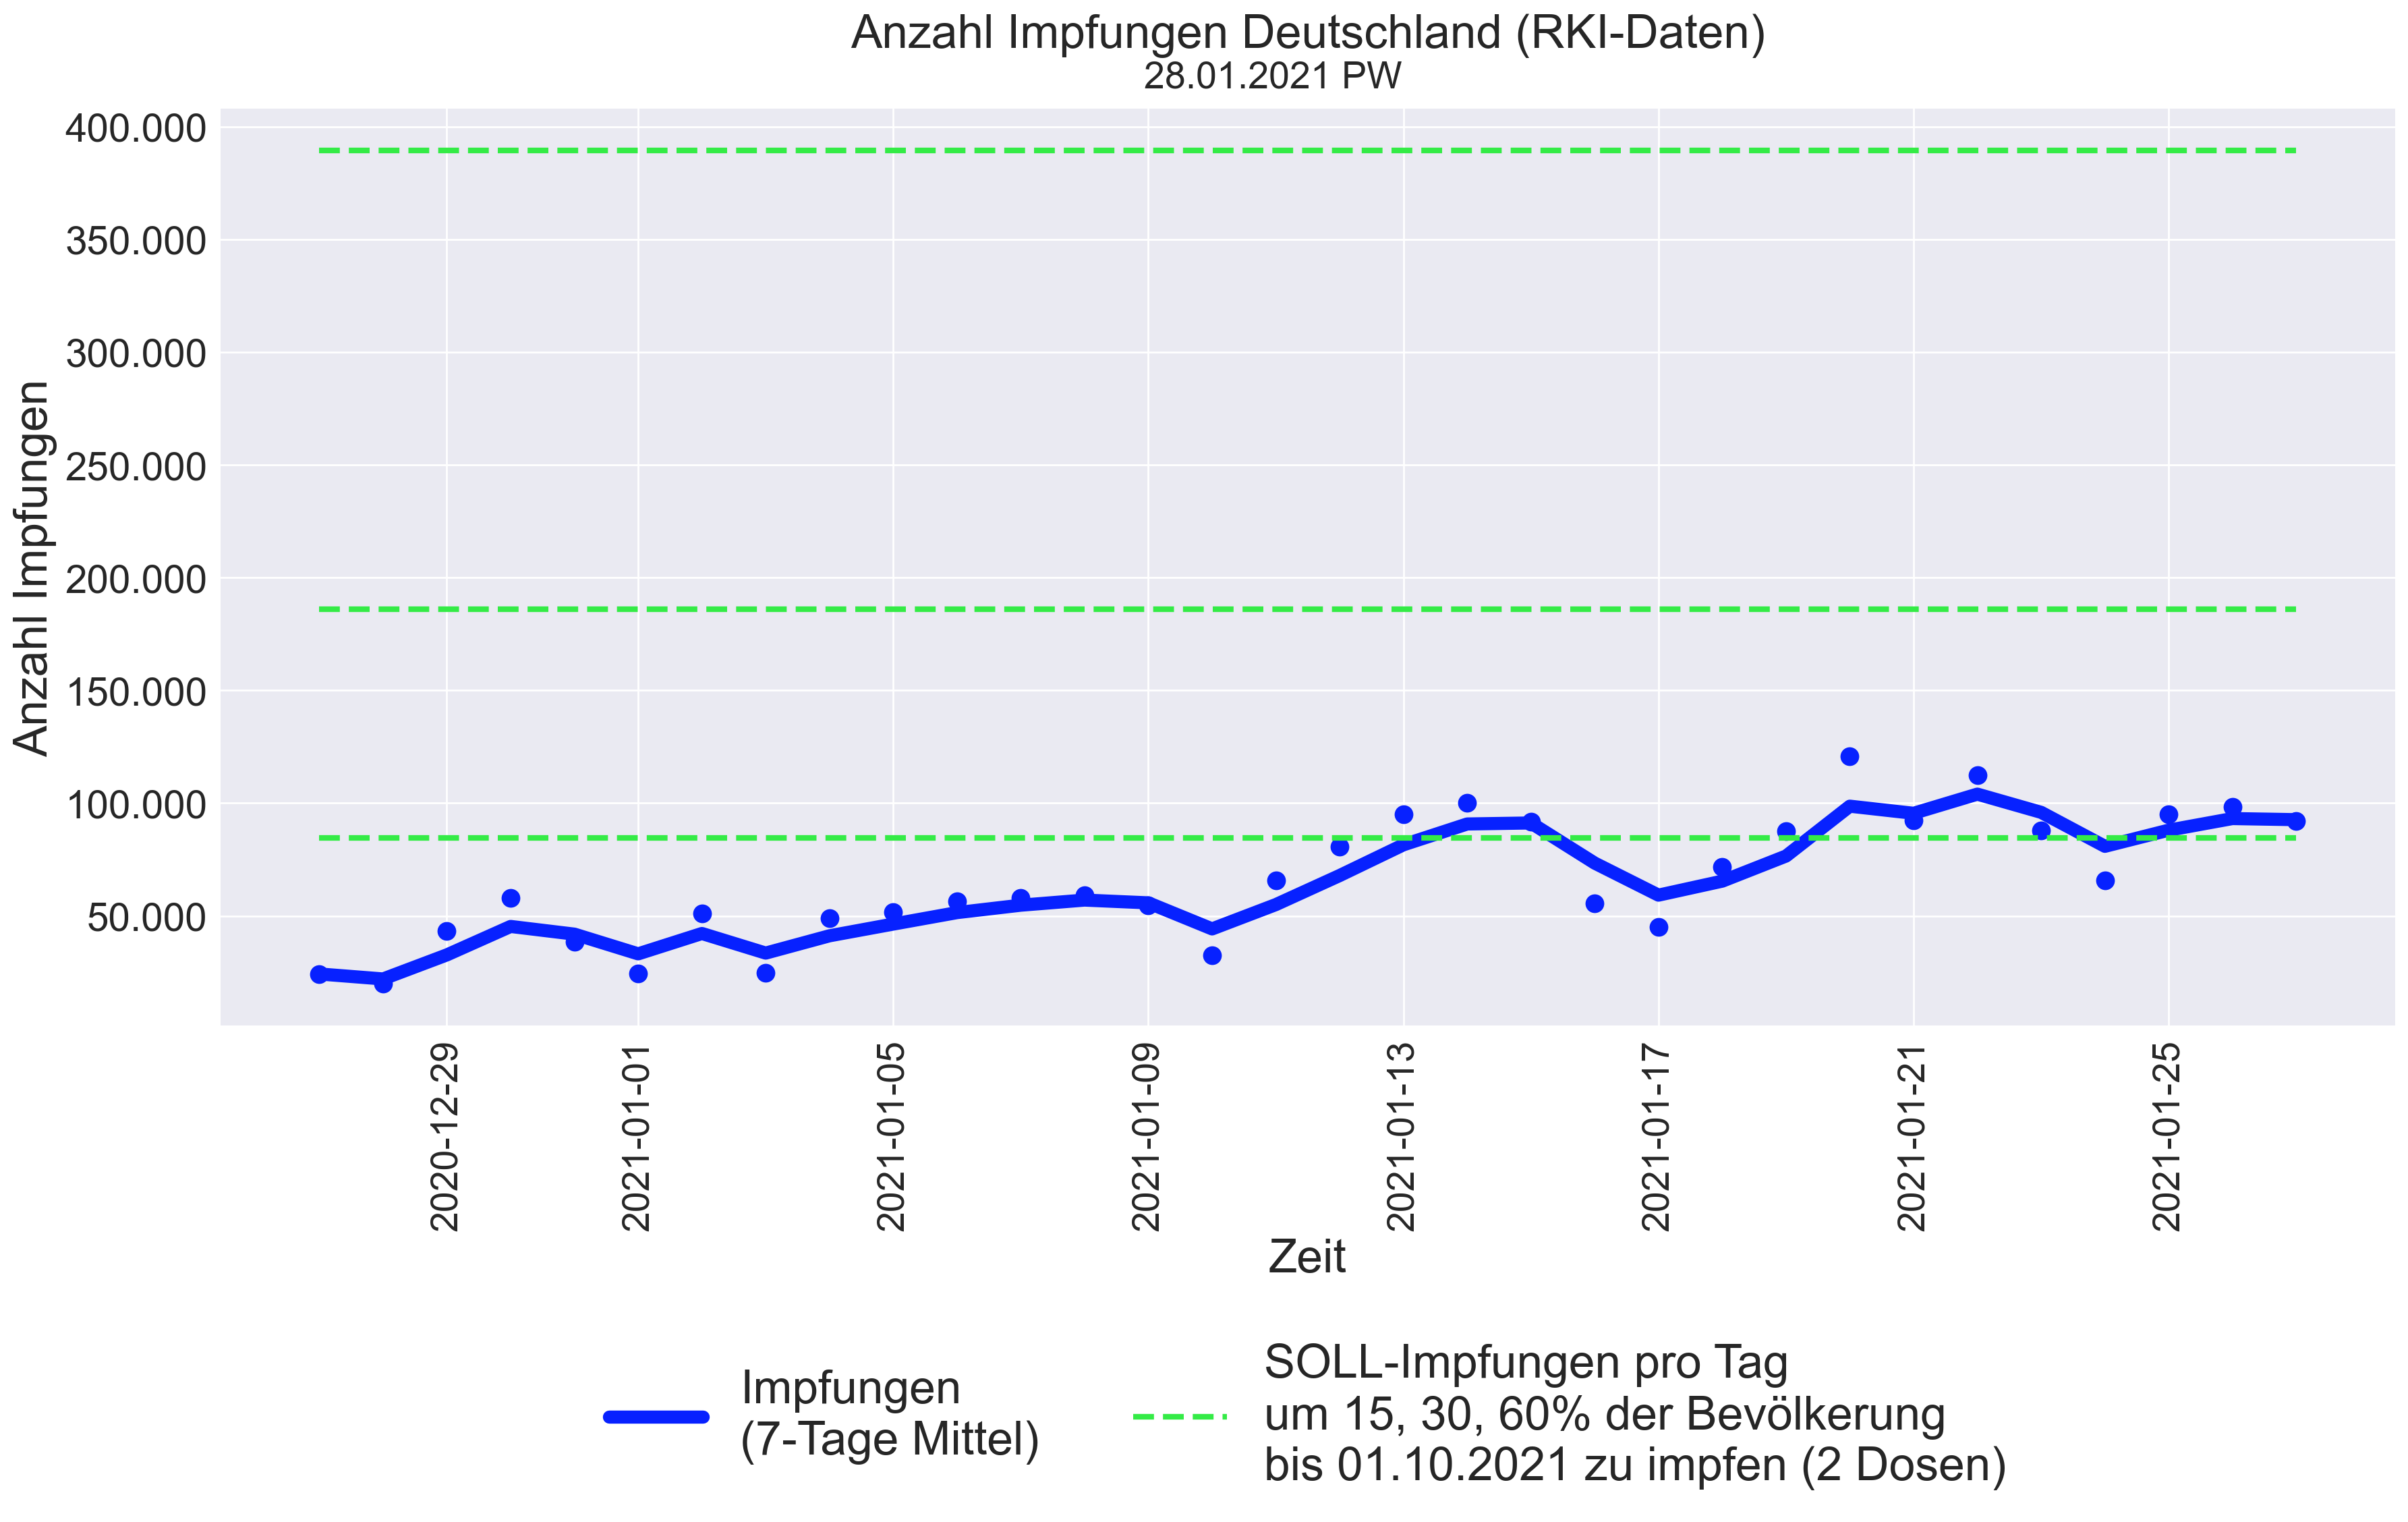 Anzahl Impfungen Deutschland (RKI-Daten)
28.01.2021 PW
400.000
350.000
300.000
250.000
200.000
150.000
100.000
50.000
Anzahl Impfungen
2020-12-29
2021-01-01
2021-01-05
2021-01-09
2021-01-13
2021-01-17
2021-01-21
2021-01-25
Zeit
Impfungen
(7-Tage Mittel)
SOLL-Impfungen pro Tag
um 15, 30, 60% der Bevölkerung
bis 01.10.2021 zu impfen (2 Dosen)